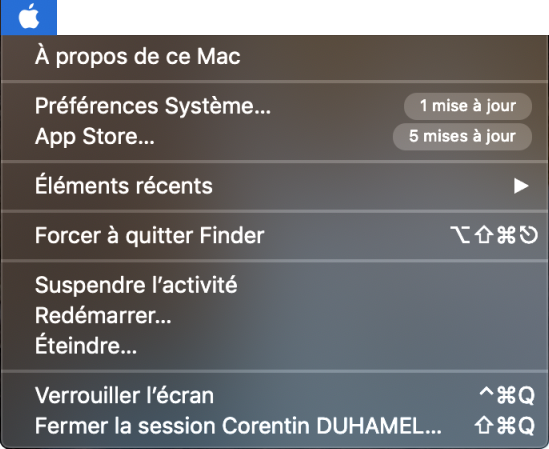 À propos de ce Mac
Préférences Système… 1 mise à jour
App Store… 5 mises à jour
Éléments récents ▶
Forcer à quitter Finder ⌥⇧⌘⎋
Suspendre l’activité
Redémarrer…
Éteindre…
Verrouiller l’écran ^⌘Q
Fermer la session Corentin DUHAMEL… ⇧⌘Q